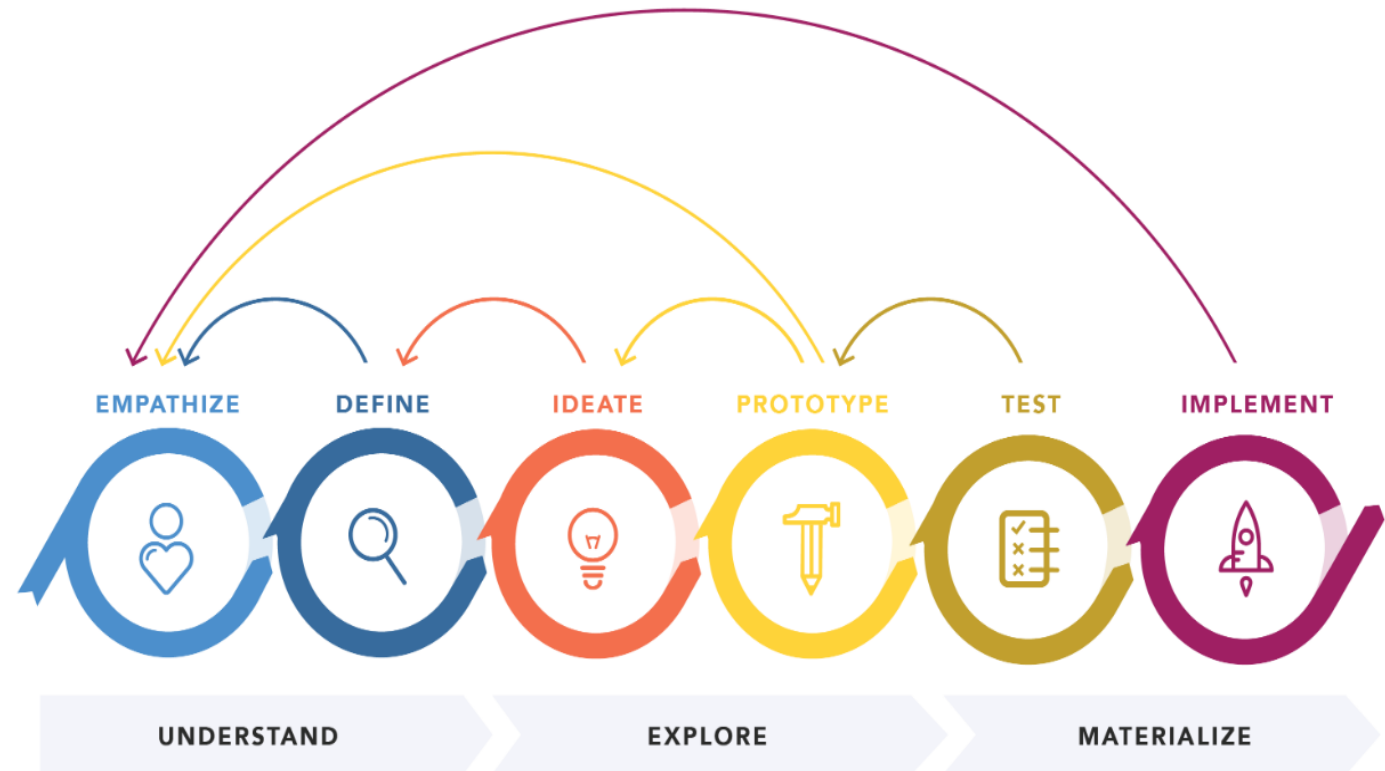 EMPATHIZE
DEFINE
IDEATE
PROTOTYPE
TEST
IMPLEMENT
UNDERSTAND
EXPLORE
MATERIALIZE